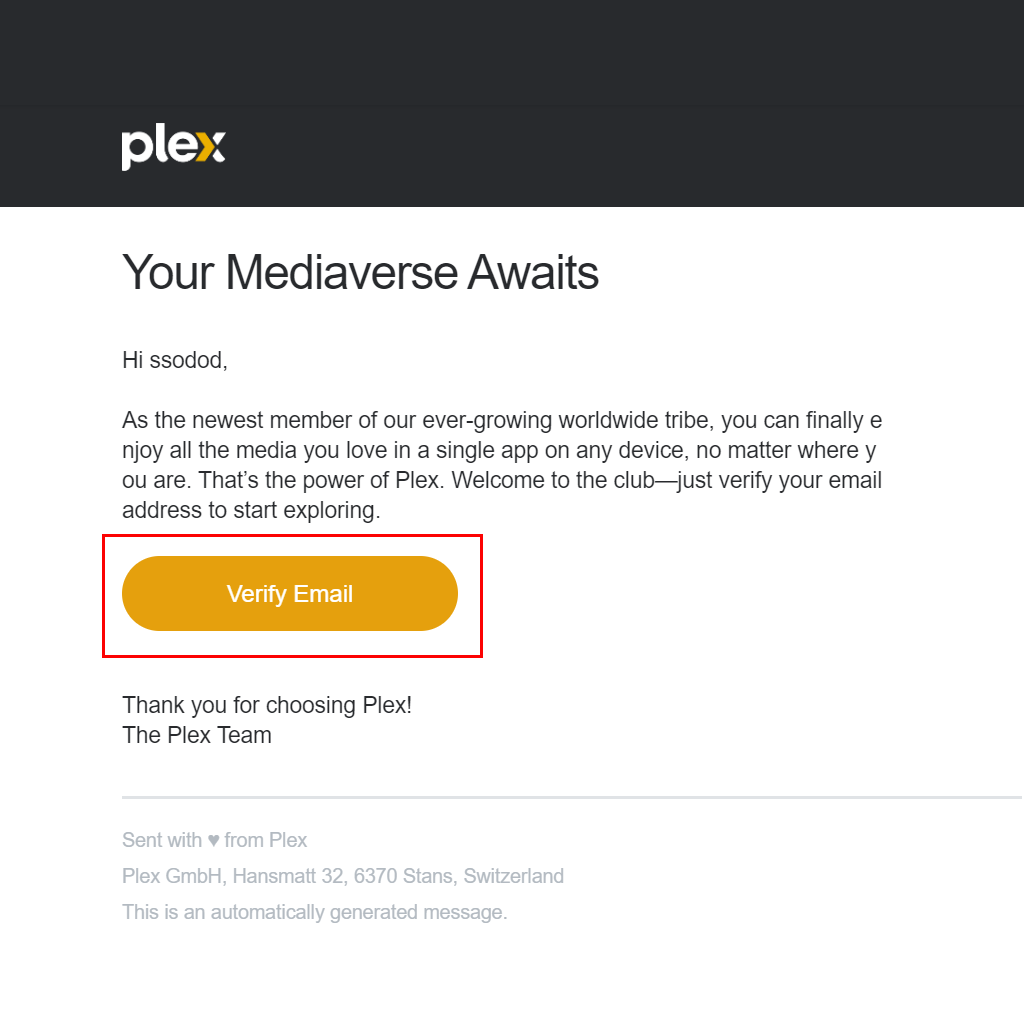 plex
Your Mediaverse Awaits
Hi ssodod,
As the newest member of our ever-growing worldwide tribe, you can finally e
njoy all the media you love in a single app on any device, no matter where y
ou are. That’s the power of Plex. Welcome to the club—just verify your email
address to start exploring.
Verify Email
Thank you for choosing Plex!
The Plex Team
Sent with ♥ from Plex
Plex GmbH, Hansmatt 32, 6370 Stans, Switzerland
This is an automatically generated message.